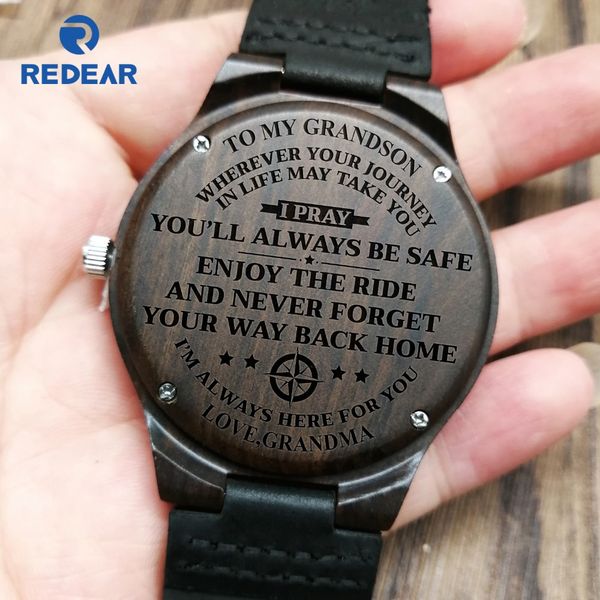 R
REDEAR
TO MY GRANDSON
WHEREVER YOUR JOURNEY
IN LIFE MAY TAKE YOU
I PRAY
YOU'LL ALWAYS BE SAFE
ENJOY THE RIDE
AND NEVER FORGET
YOUR WAY BACK HOME
I'M ALWAYS HERE FOR YOU
LOVE,GRANDMA